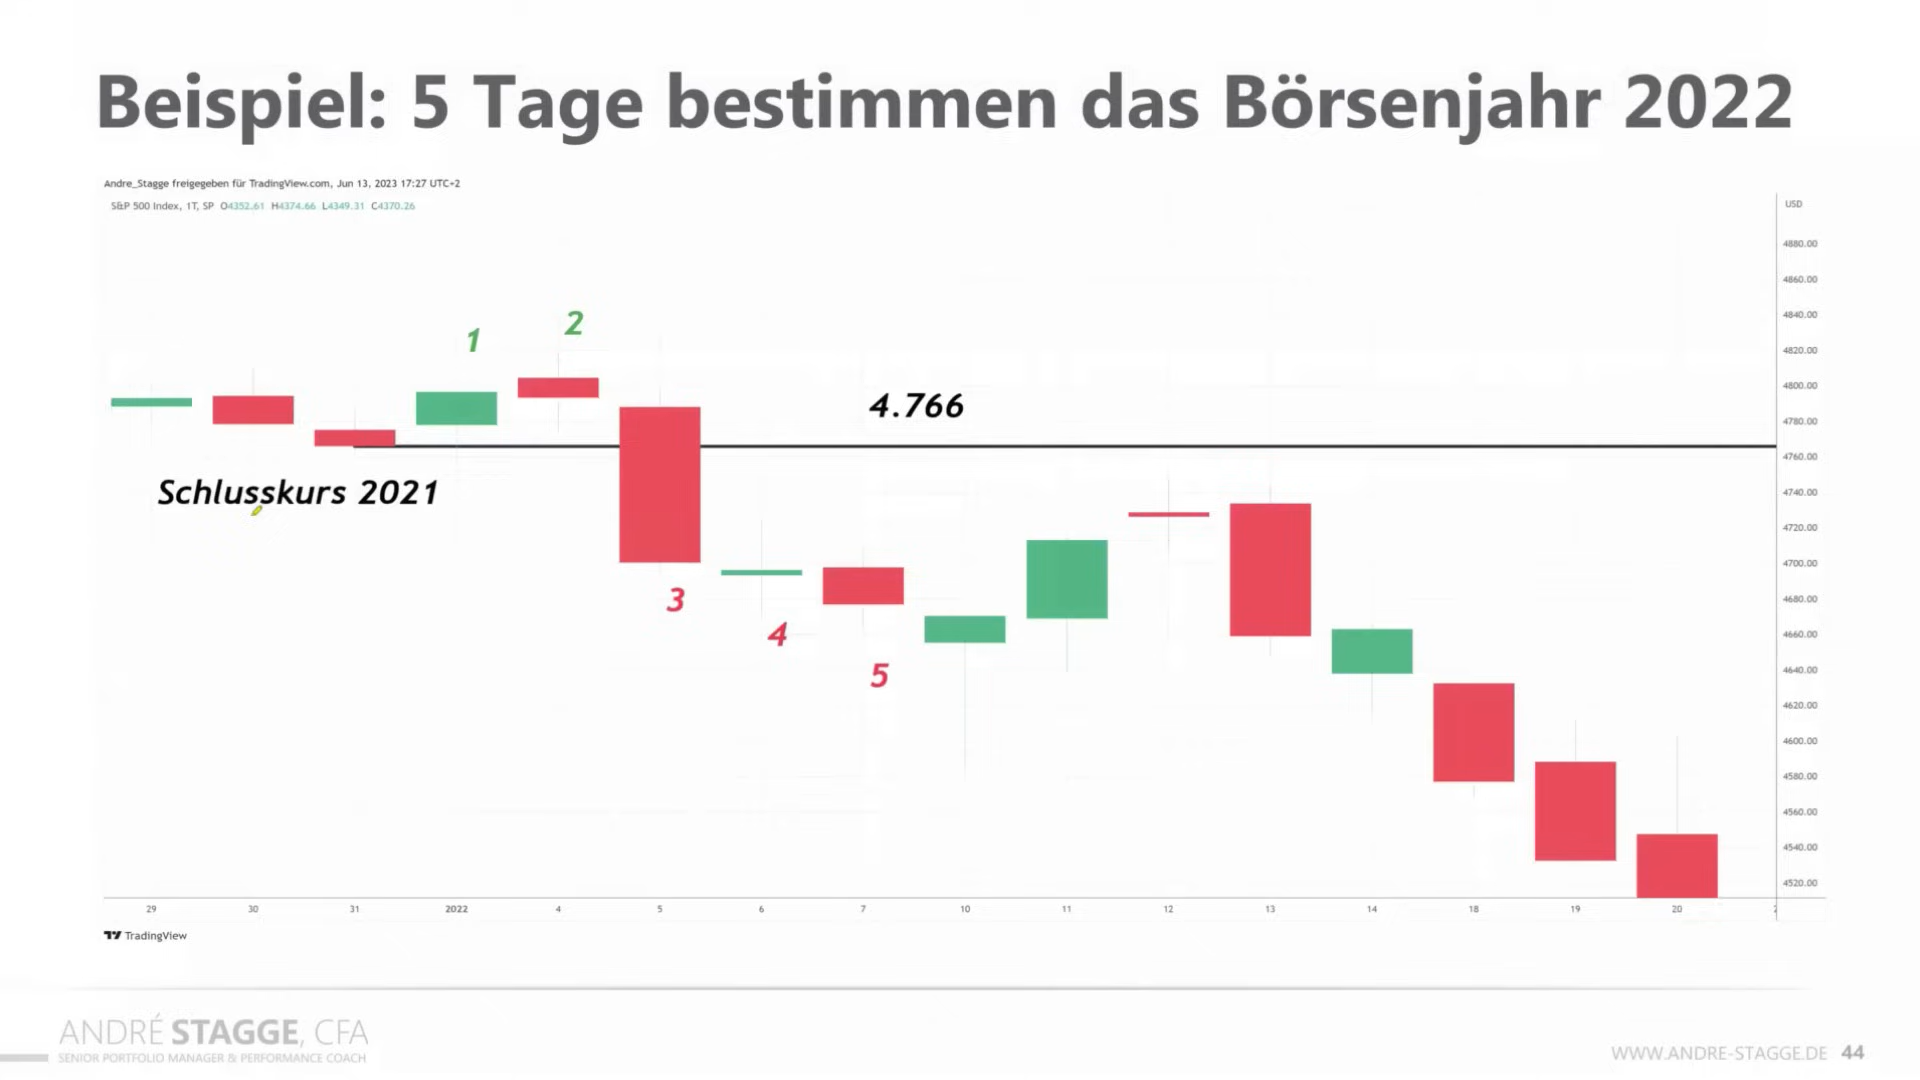 Beispiel: 5 Tage bestimmen das Börsenjahr 2022
Andre_Stagge freigegeben für TradingView.com, Jun 13, 2023 17:27 UTC+2
S&P 500 Index, 1T, SP O4352.61 H4374.66 L4349.31 C4370.26
USD
4880.00
4860.00
4840.00
4820.00
4800.00
4780.00
4760.00
4740.00
4720.00
4700.00
4680.00
4660.00
4640.00
4620.00
4600.00
4580.00
4560.00
4540.00
4520.00
1
2
4.766
Schlusskurs 2021
3
4
5
29 30 31 2022 4 5 6 7 10 11 12 13 14 18 19 20
TradingView
ANDRÉ STAGGE, CFA
SENIOR PORTFOLIO MANAGER & PERFORMANCE COACH
WWW.ANDRE-STAGGE.DE 44